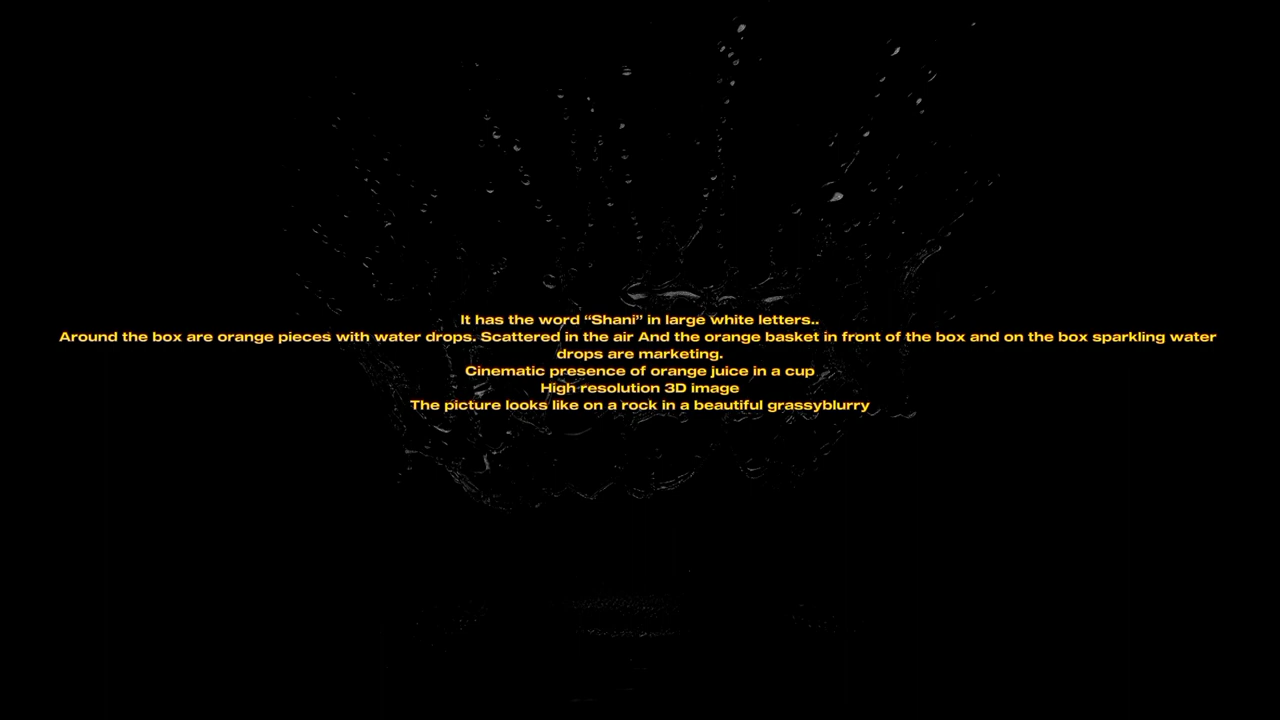 It has the word “Shani” in large white letters..
Around the box are orange pieces with water drops. Scattered in the air And the orange basket in front of the box and on the box sparkling water
drops are marketing.
Cinematic presence of orange juice in a cup
High resolution 3D image
The picture looks like on a rock in a beautiful grassyblurry